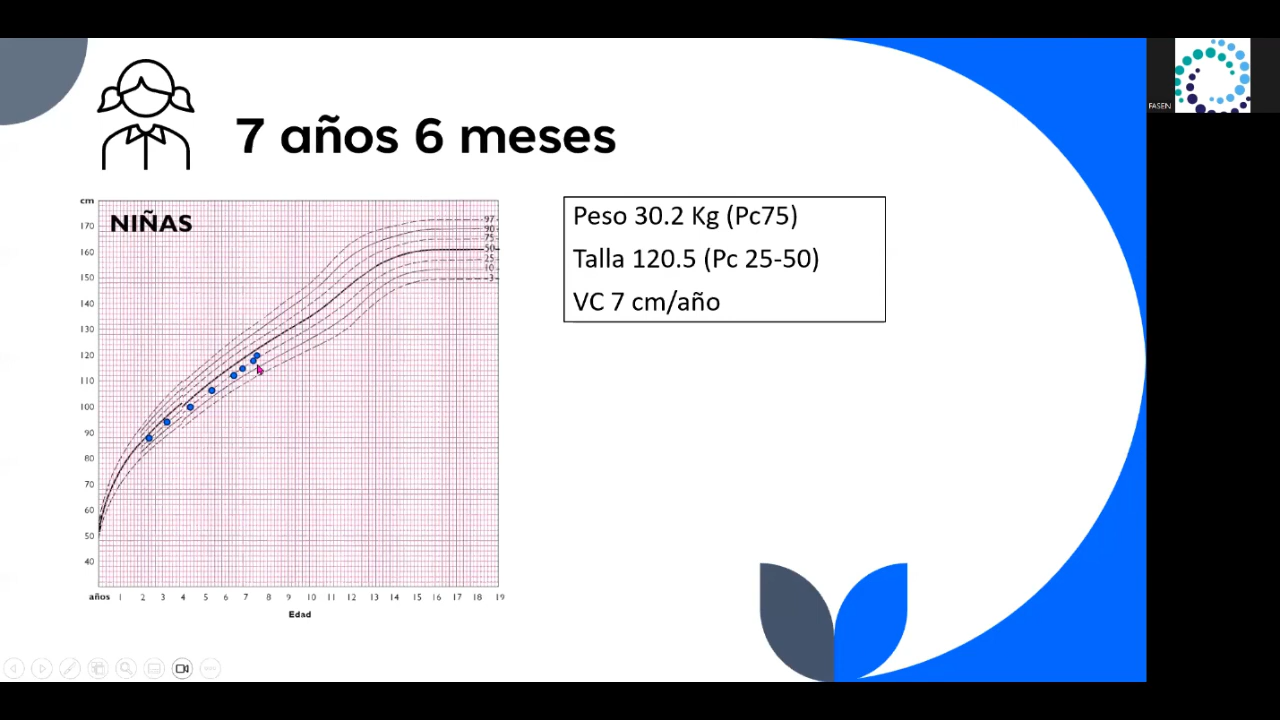 FASEN
7 años 6 meses
cm
NIÑAS
170
160
150
140
130
120
110
100
90
80
70
60
50
40
97
90
75
50
25
10
3
años 1 2 3 4 5 6 7 8 9 10 11 12 13 14 15 16 17 18 19
Edad
Peso 30.2 Kg (Pc75)
Talla 120.5 (Pc 25-50)
VC 7 cm/año